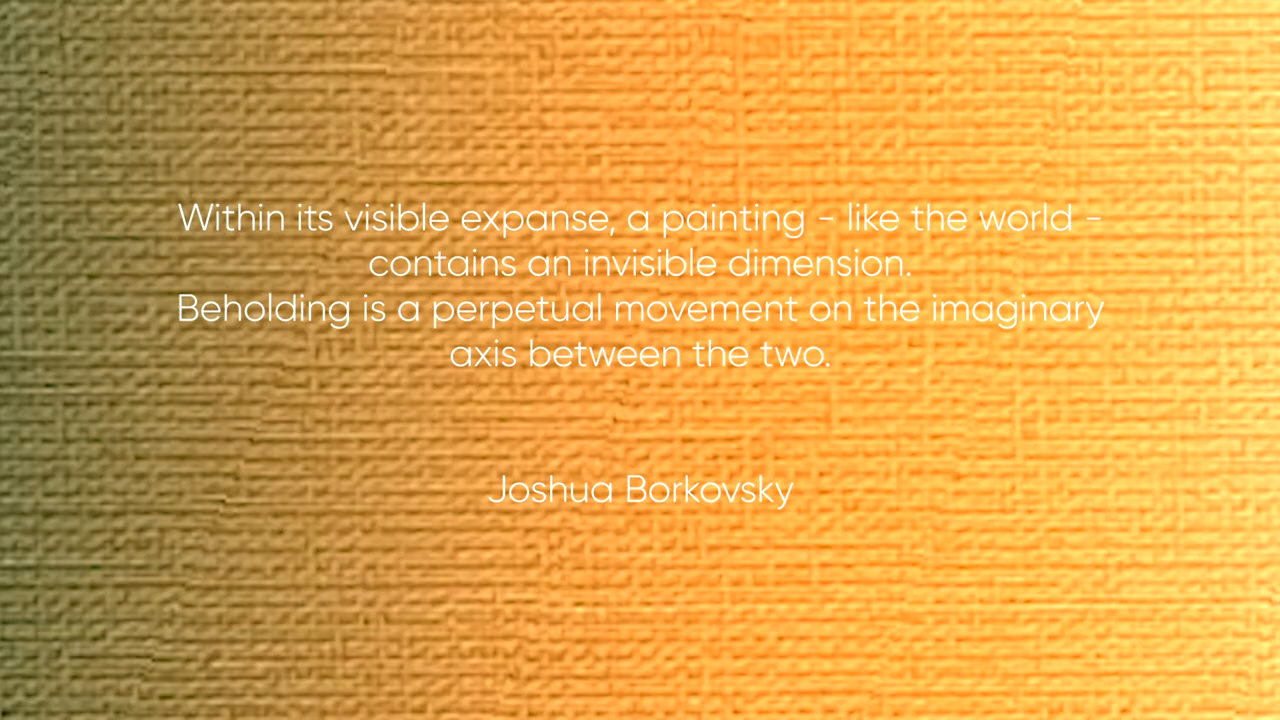 Within its visible expanse, a painting - like the world -
contains an invisible dimension.
Beholding is a perpetual movement on the imaginary
axis between the two.
Joshua Borkovsky